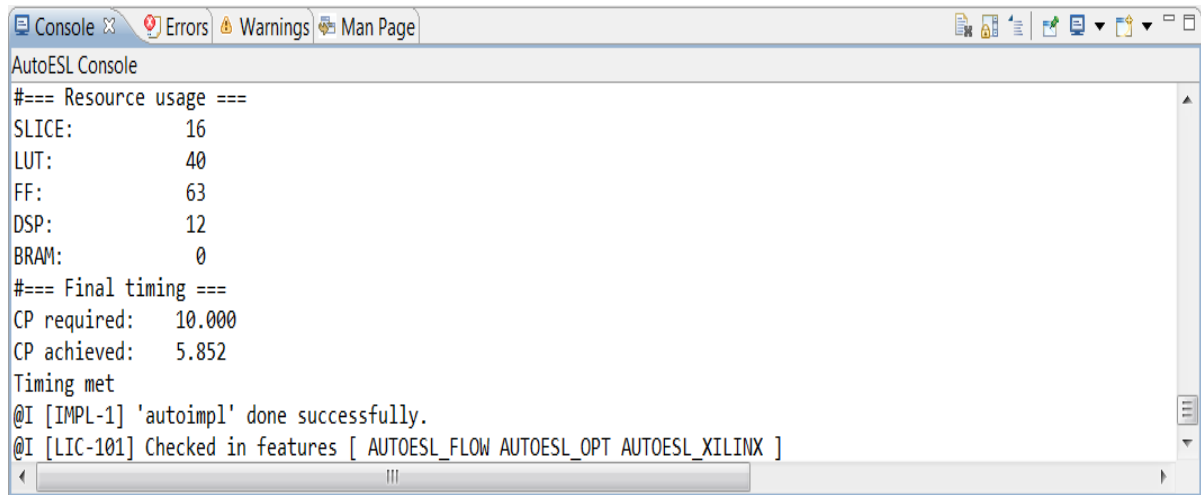 Console Errors Warnings Man Page
AutoESL Console
#=== Resource usage ===
SLICE: 16
LUT: 40
FF: 63
DSP: 12
BRAM: 0
#=== Final timing ===
CP required: 10.000
CP achieved: 5.852
Timing met
@I [IMPL-1] 'autoimpl' done successfully.
@I [LIC-101] Checked in features [ AUTOESL_FLOW AUTOESL_OPT AUTOESL_XILINX ]